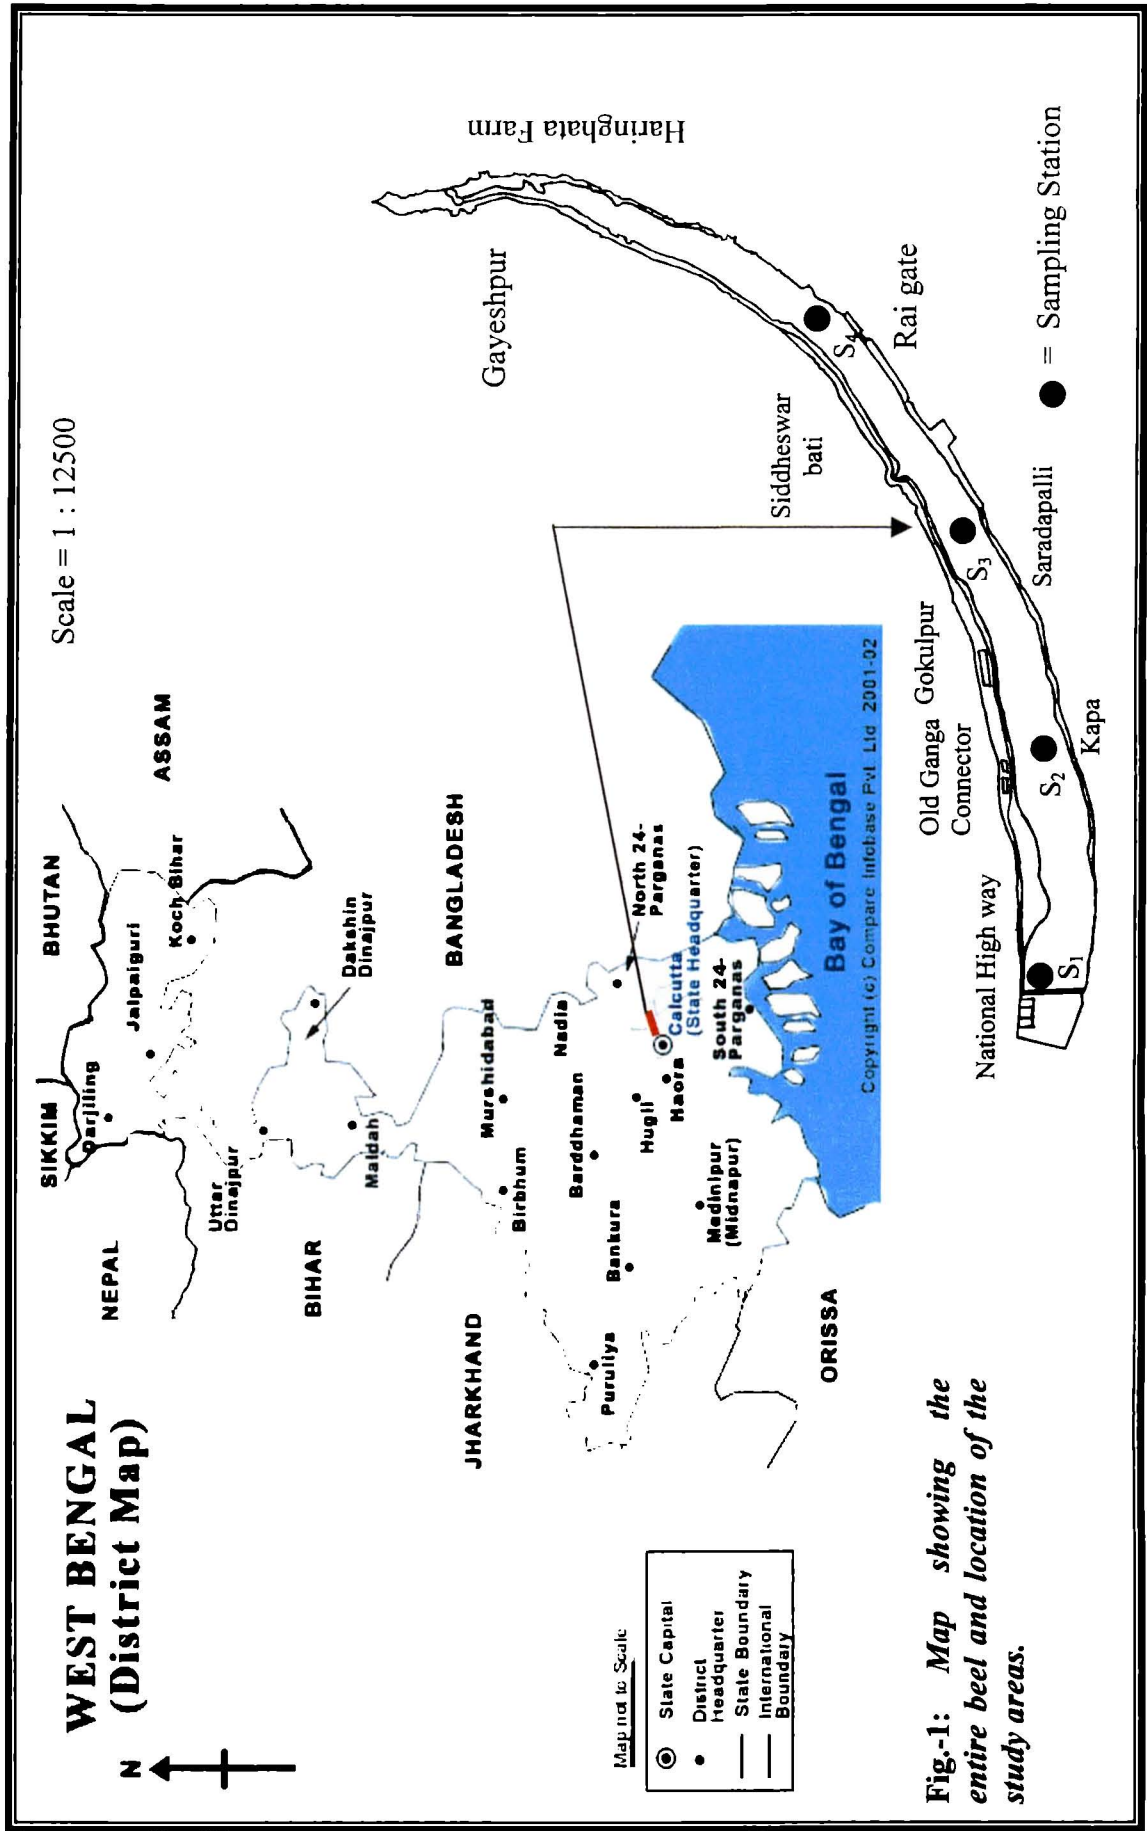 WEST BENGAL
(District Map)
N
Scale = 1 : 12500
SIKKIM
BHUTAN
NEPAL
ASSAM
Darjiling
Jalpaiguri
Koch Bihar
Uttar
Dinajpur
Dakshin
Dinajpur
BIHAR
Maldah
BANGLADESH
JHARKHAND
Murshidabad
Birbhum
Nadia
Barddhaman
Bankura
Puruliya
Hugli
Haora
North 24-
Parganas
Calcutta
(State Headquarter)
South 24-
Parganas
Medinipur
(Midnapur)
ORISSA
Bay of Bengal
Copyright (c) Compare Infobase Pvt. Ltd 2001-02
Map not to Scale
State Capital
District
Headquarter
State Boundary
International
Boundary
Haringhata Farm
Gayeshpur
Siddheswar
bati
Rai gate
S4
Saradapalli
S3
Gokulpur
Old Ganga
Connector
Kapa
S2
National High way
S1
= Sampling Station
Fig.-1: Map showing the
entire beel and location of the
study areas.